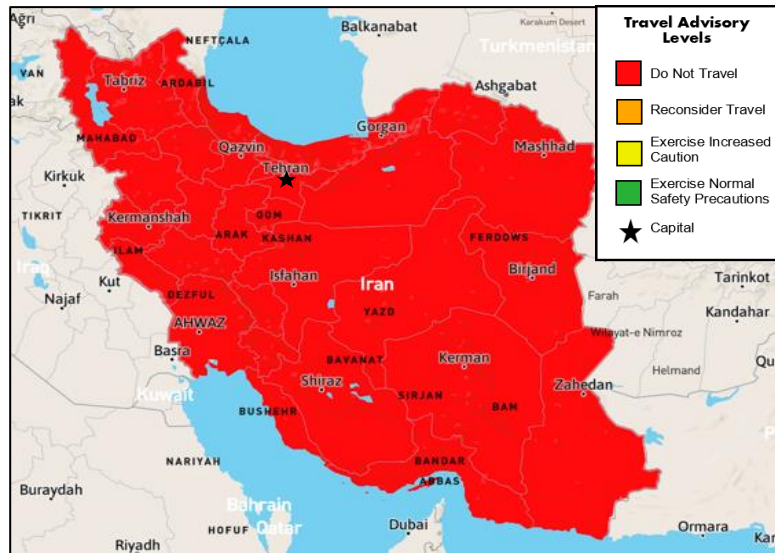 Ağrı
NEFTÇALA
Balkanabat
Karakum Desert
Turkmenistan
VAN
Tabriz
ARDABIL
Ashgabat
MAHABAD
Gorgan
Qazvin
Mashhad
Tehran
Kirkuk
TIKRIT
Kermanshah
QOM
ARAK
KASHAN
FERDOWS
ILAM
Iraq
Isfahan
Iran
Birjand
Tarinkot
Kut
DEZFUL
Farah
Najaf
YAZD
Kandahar
AHWAZ
Wilayat-e Nimroz
Basra
BAVANAT
Kerman
Helmand
Kuwait
Shiraz
SIRJAN
Zahedan
BUSHEHR
BAM
NARIYAH
BANDAR
ABBAS
Buraydah
Bahrain
Qatar
HOFUF
Dubai
Ormara
Riyadh
Travel Advisory
Levels
Do Not Travel
Reconsider Travel
Exercise Increased
Caution
Exercise Normal
Safety Precautions
Capital